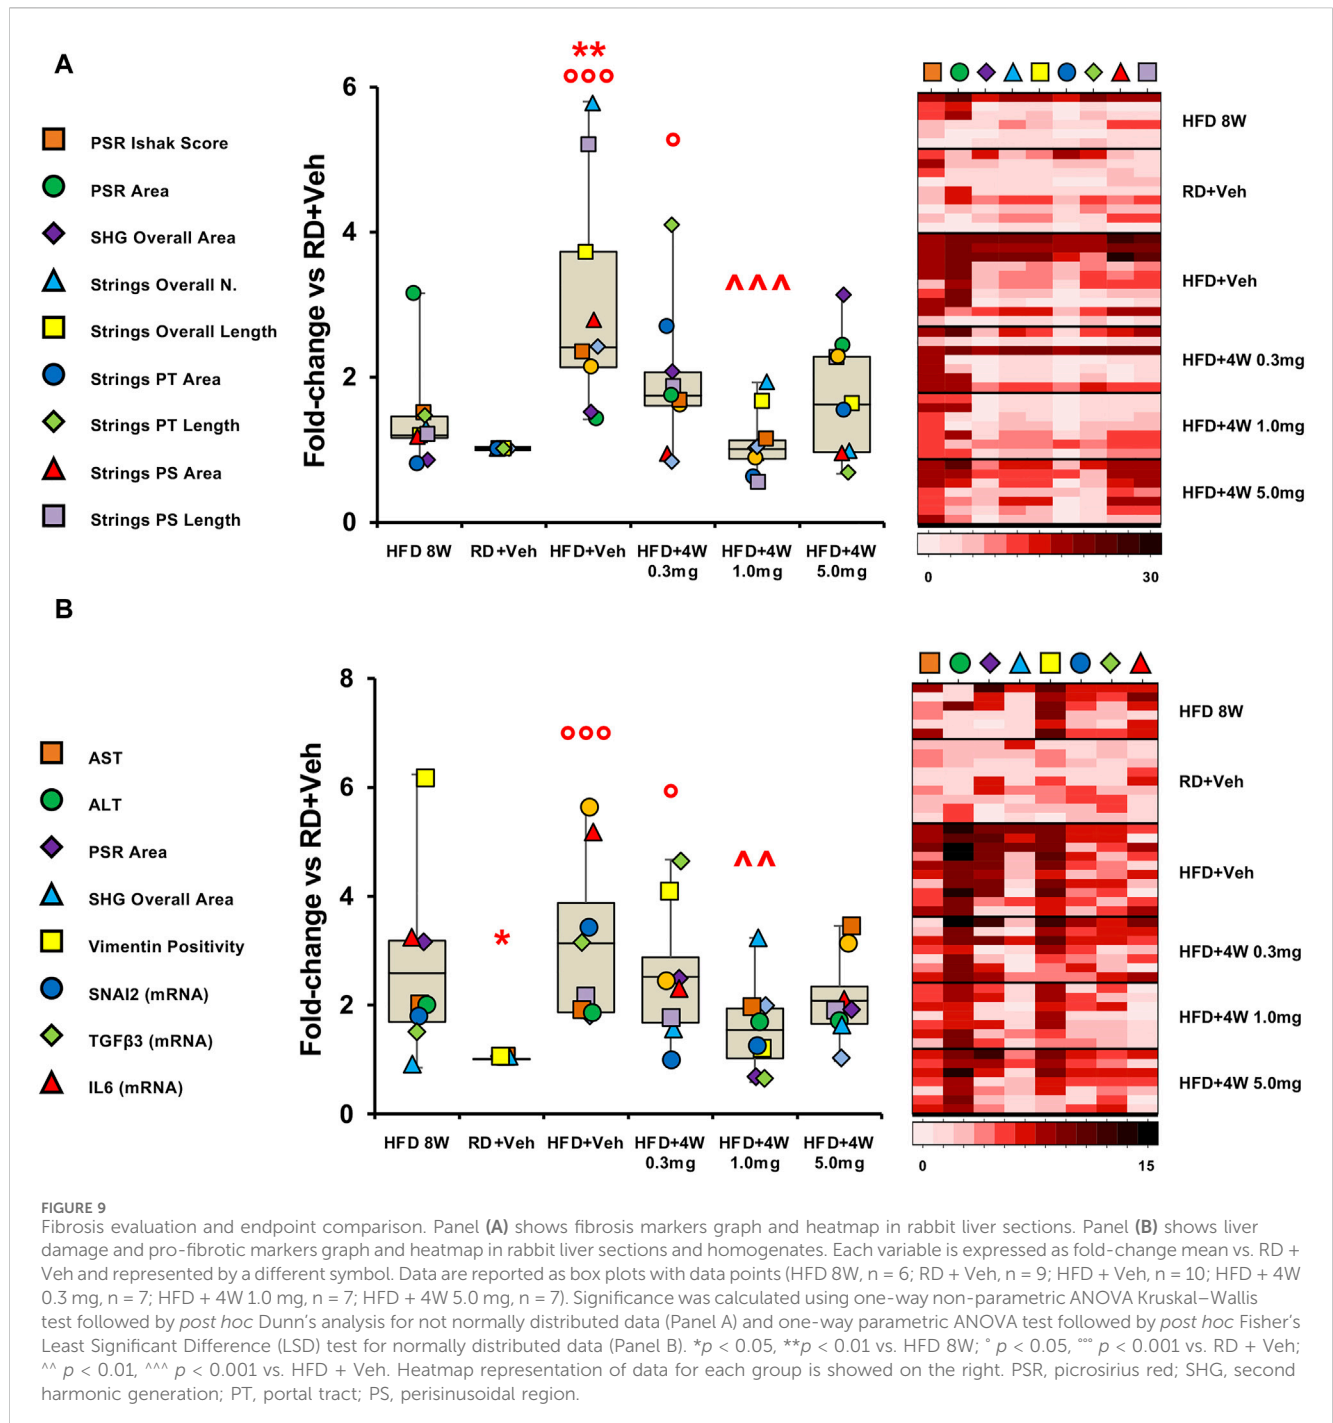 A
**
°°°
6
4
2
0
Fold-change vs RD+Veh
°
^^^
PSR Ishak Score
PSR Area
SHG Overall Area
Strings Overall N.
Strings Overall Length
Strings PT Area
Strings PT Length
Strings PS Area
Strings PS Length
HFD 8W
RD+Veh
HFD+Veh
HFD+4W 0.3mg
HFD+4W 1.0mg
HFD+4W 5.0mg
HFD 8W
RD+Veh
HFD+Veh
HFD+4W 0.3mg
HFD+4W 1.0mg
HFD+4W 5.0mg
0
30
B
8
6
4
2
0
Fold-change vs RD+Veh
*
°°°
°
^^
AST
ALT
PSR Area
SHG Overall Area
Vimentin Positivity
SNAI2 (mRNA)
TGFβ3 (mRNA)
IL6 (mRNA)
HFD 8W
RD+Veh
HFD+Veh
HFD+4W 0.3mg
HFD+4W 1.0mg
HFD+4W 5.0mg
HFD 8W
RD+Veh
HFD+Veh
HFD+4W 0.3mg
HFD+4W 1.0mg
HFD+4W 5.0mg
0
15
FIGURE 9
Fibrosis evaluation and endpoint comparison. Panel (A) shows fibrosis markers graph and heatmap in rabbit liver sections. Panel (B) shows liver
damage and pro-fibrotic markers graph and heatmap in rabbit liver sections and homogenates. Each variable is expressed as fold-change mean vs. RD +
Veh and represented by a different symbol. Data are reported as box plots with data points (HFD 8W, n = 6; RD + Veh, n = 9; HFD + Veh, n = 10; HFD + 4W
0.3 mg, n = 7; HFD + 4W 1.0 mg, n = 7; HFD + 4W 5.0 mg, n = 7). Significance was calculated using one-way non-parametric ANOVA Kruskal–Wallis
test followed by post hoc Dunn's analysis for not normally distributed data (Panel A) and one-way parametric ANOVA test followed by post hoc Fisher's
Least Significant Difference (LSD) test for normally distributed data (Panel B). *p < 0.05, **p < 0.01 vs. HFD 8W; ° p < 0.05, °°° p < 0.001 vs. RD + Veh;
^^ p < 0.01, ^^^ p < 0.001 vs. HFD + Veh. Heatmap representation of data for each group is showed on the right. PSR, picrosirius red; SHG, second
harmonic generation; PT, portal tract; PS, perisinusoidal region.